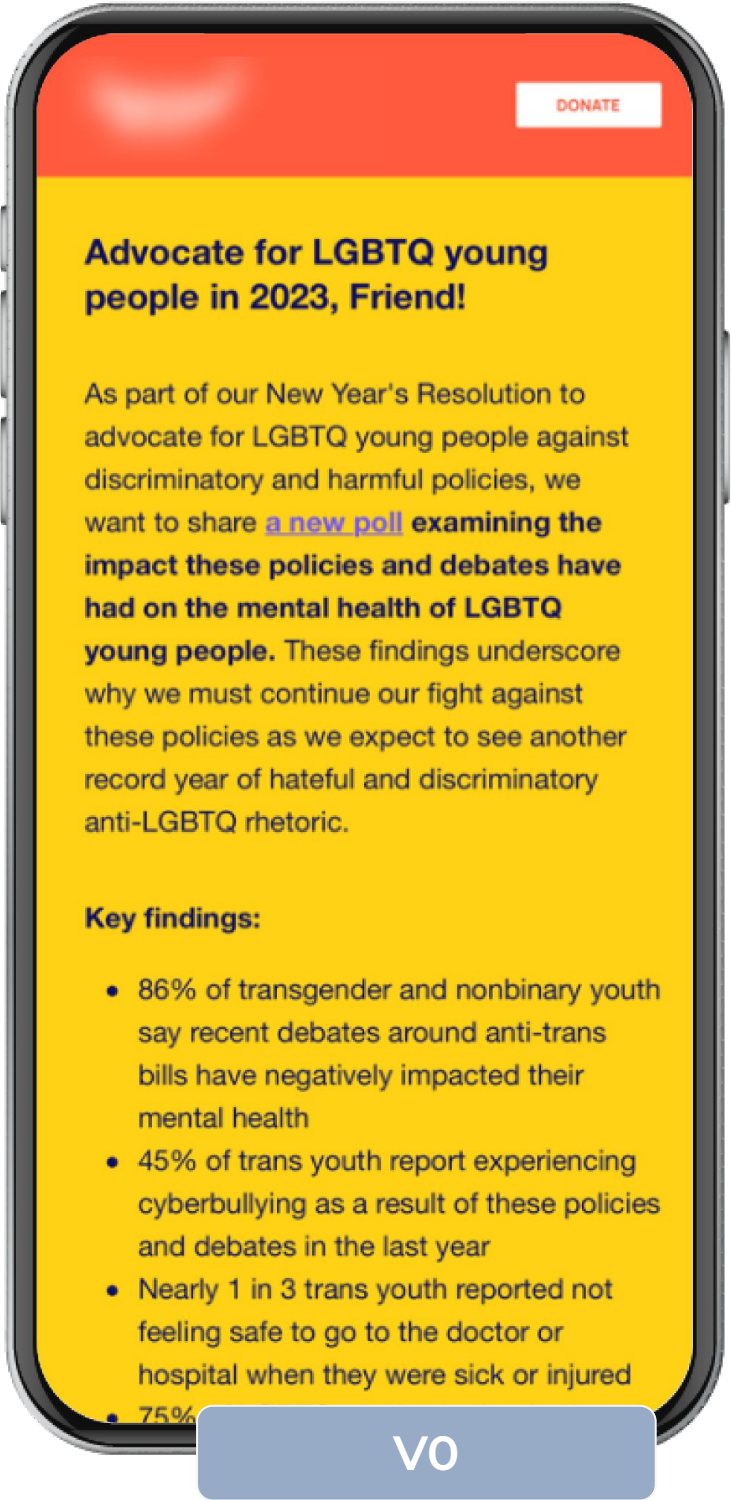 DONATE
Advocate for LGBTQ young
people in 2023, Friend!
As part of our New Year's Resolution to
advocate for LGBTQ young people against
discriminatory and harmful policies, we
want to share a new poll examining the
impact these policies and debates have
had on the mental health of LGBTQ
young people. These findings underscore
why we must continue our fight against
these policies as we expect to see another
record year of hateful and discriminatory
anti-LGBTQ rhetoric.
Key findings:
• 86% of transgender and nonbinary youth
say recent debates around anti-trans
bills have negatively impacted their
mental health
• 45% of trans youth report experiencing
cyberbullying as a result of these policies
and debates in the last year
• Nearly 1 in 3 trans youth reported not
feeling safe to go to the doctor or
hospital when they were sick or injured
• 75%
V0